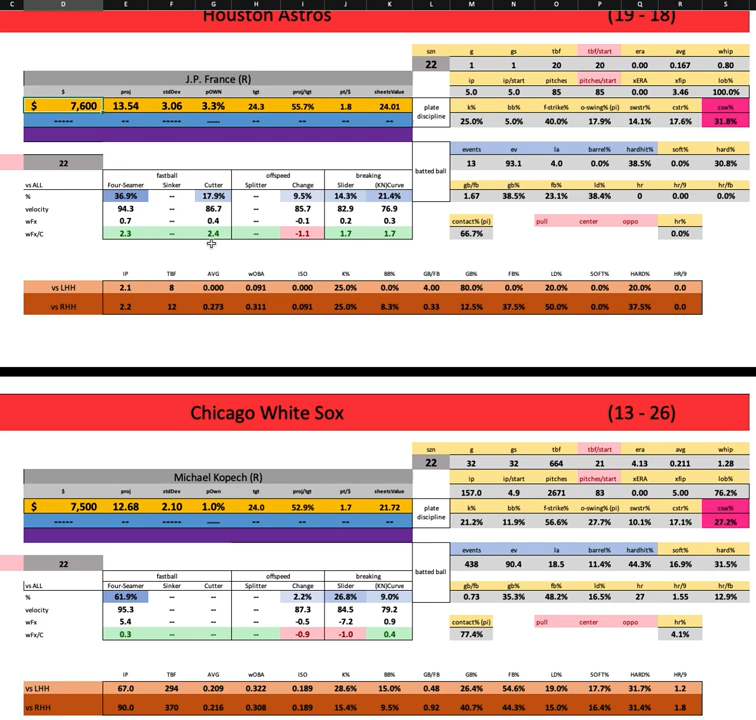 C D E F G H I J K L M N O P Q R S
Houston Astros (19 - 18)
szn g gs tbf tbf/start era avg whip
22 1 1 20 20 0.00 0.167 0.80
J.P. France (R) ip ip/start pitches pitches/start xERA xfip lob%
5.0 5.0 85 85 0.00 3.46 100.0%
$ proj stdDev pOWN tgt proj/tgt pt/$ sheetsValue
$ 7,600 13.54 3.06 3.3% 24.3 55.7% 1.8 24.01
plate discipline k% bb% f-strike% o-swing% (pi) swstr% cstr% csw%
----- -- -- ___ -- -- -- -- 25.0% 5.0% 40.0% 17.9% 14.1% 17.6% 31.8%
events ev la barrel% hardhit% soft% hard%
22 batted ball 13 93.1 4.0 0.0% 38.5% 0.0% 30.8%
fastball offspeed breaking
vs ALL Four-Seamer Sinker Cutter Splitter Change Slider (KN)Curve gb/fb gb% fb% ld% hr hr/9 hr/fb
% 36.9% -- 17.9% -- 9.5% 14.3% 21.4% 1.67 38.5% 23.1% 38.4% 0 0.00 0.0%
velocity 94.3 -- 86.7 -- 85.7 82.9 76.9
wFx 0.7 -- 0.4 -- -0.1 0.2 0.3 contact% (pi) pull center oppo hr%
wFx/C 2.3 -- 2.4 -- -1.1 1.7 1.7 66.7% 0.0%
IP TBF AVG wOBA ISO K% BB% GB/FB GB% FB% LD% SOFT% HARD% HR/9
vs LHH 2.1 8 0.000 0.091 0.000 25.0% 0.0% 4.00 80.0% 0.0% 20.0% 0.0% 20.0% 0.0
vs RHH 2.2 12 0.273 0.311 0.091 25.0% 8.3% 0.33 12.5% 37.5% 50.0% 0.0% 37.5% 0.0
Chicago White Sox (13 - 26)
szn g gs tbf tbf/start era avg whip
22 32 32 664 21 4.13 0.211 1.28
Michael Kopech (R) ip ip/start pitches pitches/start xERA xfip lob%
157.0 4.9 2671 83 0.00 5.00 76.2%
$ proj stdDev pOwn tgt proj/tgt pt/$ sheetsValue
$ 7,500 12.68 2.10 1.0% 24.0 52.9% 1.7 21.72
plate discipline k% bb% f-strike% o-swing% (pi) swstr% cstr% csw%
----- -- -- ___ -- -- -- -- 21.2% 11.9% 56.6% 27.7% 10.1% 17.1% 27.2%
events ev la barrel% hardhit% soft% hard%
22 batted ball 438 90.4 18.5 11.4% 44.3% 16.9% 31.5%
fastball offspeed breaking
vs ALL Four-Seamer Sinker Cutter Splitter Change Slider (KN)Curve gb/fb gb% fb% ld% hr hr/9 hr/fb
% 61.9% -- -- -- 2.2% 26.8% 9.0% 0.73 35.3% 48.2% 16.5% 27 1.55 12.9%
velocity 95.3 -- -- -- 87.3 84.5 79.2
wFx 5.4 -- -- -- -0.5 -7.2 0.9 contact% (pi) pull center oppo hr%
wFx/C 0.3 -- -- -- -0.9 -1.0 0.4 77.4% 4.1%
IP TBF AVG wOBA ISO K% BB% GB/FB GB% FB% LD% SOFT% HARD% HR/9
vs LHH 67.0 294 0.209 0.322 0.189 28.6% 15.0% 0.48 26.4% 54.6% 19.0% 17.7% 31.7% 1.2
vs RHH 90.0 370 0.216 0.308 0.189 15.4% 9.5% 0.92 40.7% 44.3% 15.0% 16.4% 31.4% 1.8